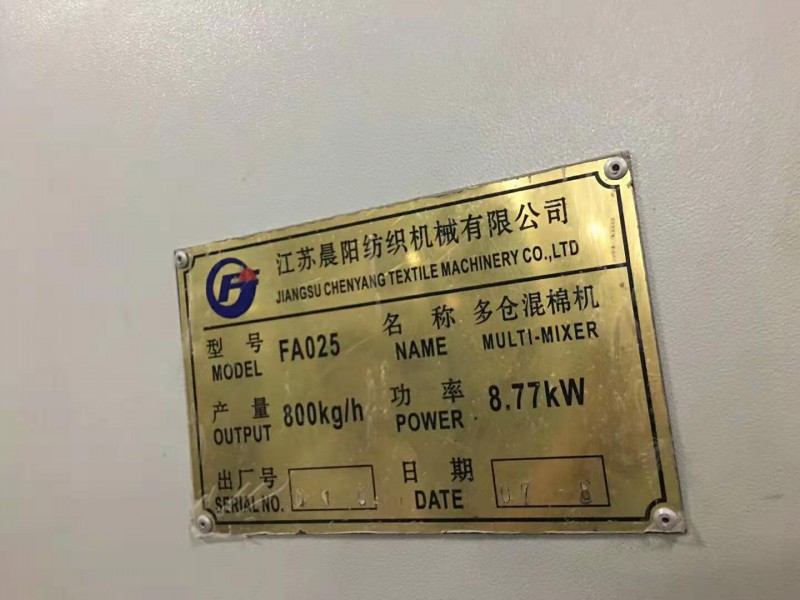 江苏晨阳纺织机械有限公司
JIANGSU CHENYANG TEXTILE MACHINERY CO.,LTD
型号 FA025 名称 多仓混棉机
MODEL NAME MULTI-MIXER
产量 800kg/h 功率 8.77kW
OUTPUT POWER
出厂号 日期 07-8
SERIAL NO. DATE